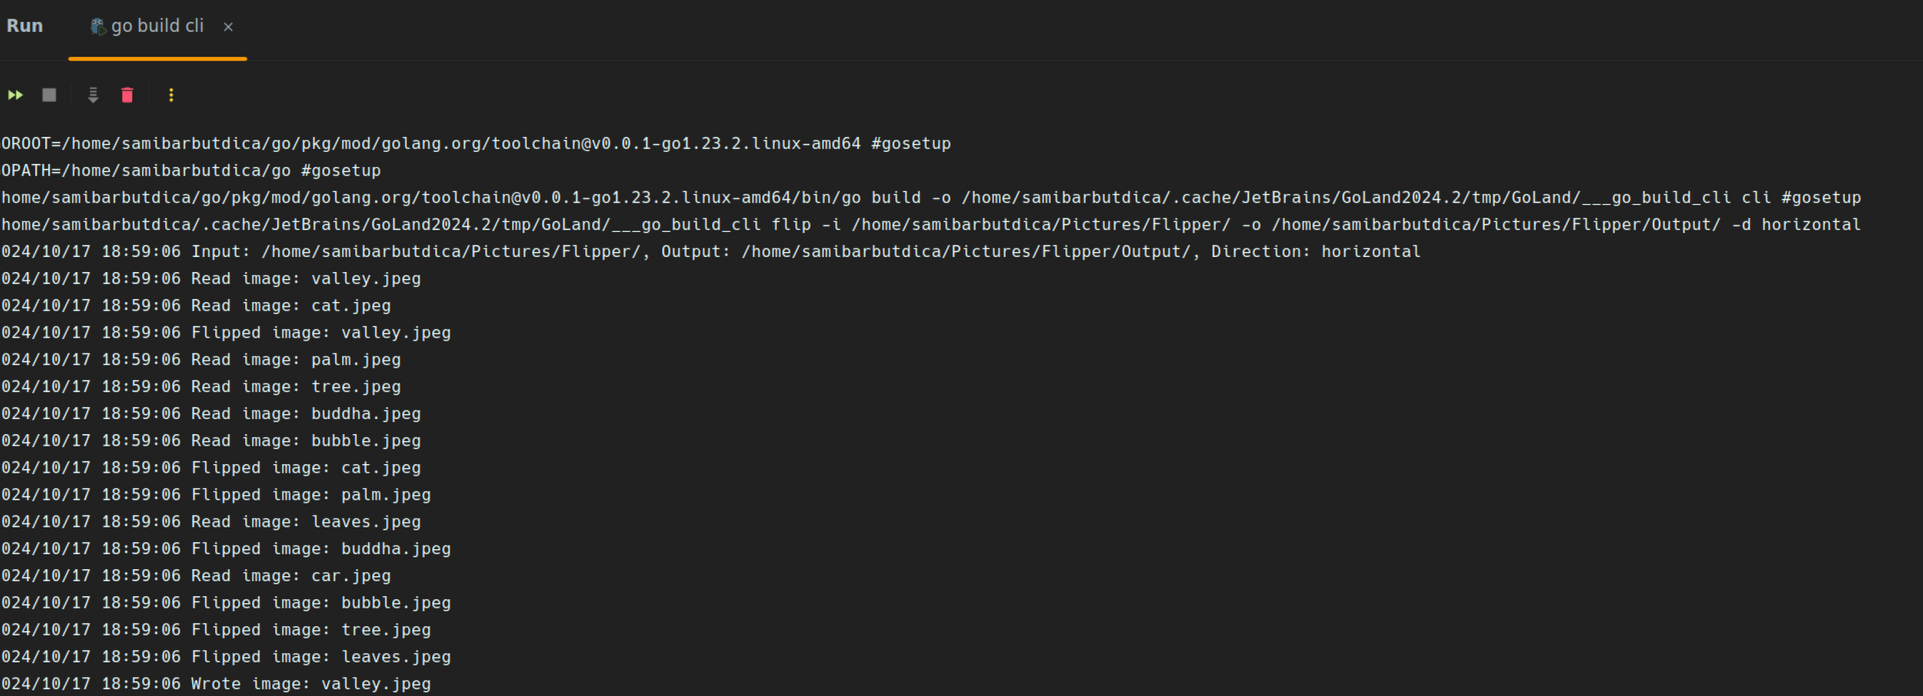 Run go build cli ×
OROOT=/home/samibarbutdica/go/pkg/mod/golang.org/toolchain@v0.0.1-go1.23.2.linux-amd64 #gosetup
OPATH=/home/samibarbutdica/go #gosetup
home/samibarbutdica/go/pkg/mod/golang.org/toolchain@v0.0.1-go1.23.2.linux-amd64/bin/go build -o /home/samibarbutdica/.cache/JetBrains/GoLand2024.2/tmp/GoLand/___go_build_cli cli #gosetup
home/samibarbutdica/.cache/JetBrains/GoLand2024.2/tmp/GoLand/___go_build_cli flip -i /home/samibarbutdica/Pictures/Flipper/ -o /home/samibarbutdica/Pictures/Flipper/Output/ -d horizontal
024/10/17 18:59:06 Input: /home/samibarbutdica/Pictures/Flipper/, Output: /home/samibarbutdica/Pictures/Flipper/Output/, Direction: horizontal
024/10/17 18:59:06 Read image: valley.jpeg
024/10/17 18:59:06 Read image: cat.jpeg
024/10/17 18:59:06 Flipped image: valley.jpeg
024/10/17 18:59:06 Read image: palm.jpeg
024/10/17 18:59:06 Read image: tree.jpeg
024/10/17 18:59:06 Read image: buddha.jpeg
024/10/17 18:59:06 Read image: bubble.jpeg
024/10/17 18:59:06 Flipped image: cat.jpeg
024/10/17 18:59:06 Flipped image: palm.jpeg
024/10/17 18:59:06 Read image: leaves.jpeg
024/10/17 18:59:06 Flipped image: buddha.jpeg
024/10/17 18:59:06 Read image: car.jpeg
024/10/17 18:59:06 Flipped image: bubble.jpeg
024/10/17 18:59:06 Flipped image: tree.jpeg
024/10/17 18:59:06 Flipped image: leaves.jpeg
024/10/17 18:59:06 Wrote image: valley.jpeg